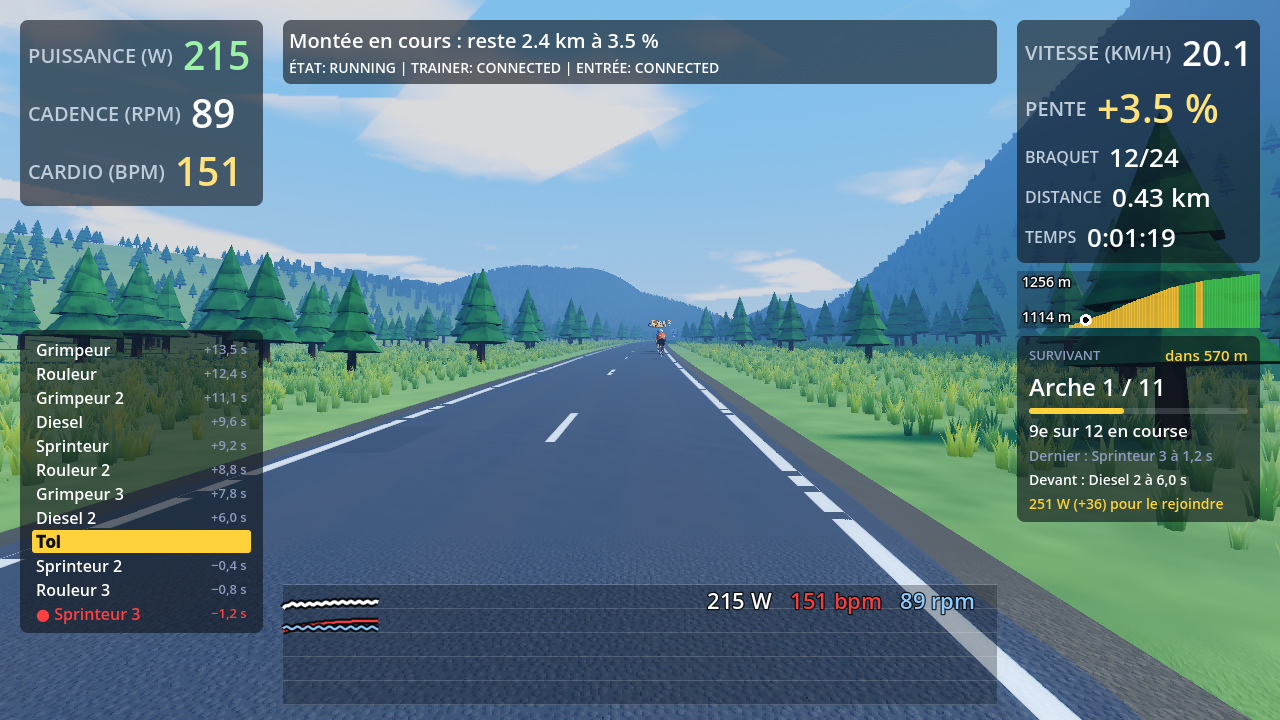 PUISSANCE (W) 215
CADENCE (RPM) 89
CARDIO (BPM) 151
Montée en cours : reste 2.4 km à 3.5 %
ÉTAT: RUNNING | TRAINER: CONNECTED | ENTRÉE: CONNECTED
VITESSE (KM/H) 20.1
PENTE +3.5 %
BRAQUET 12/24
DISTANCE 0.43 km
TEMPS 0:01:19
1256 m
1114 m
SURVIVANT dans 570 m
Arche 1 / 11
9e sur 12 en course
Dernier : Sprinteur 3 à 1,2 s
Devant : Diesel 2 à 6,0 s
251 W (+36) pour le rejoindre
Grimpeur +13,5 s
Rouleur +12,4 s
Grimpeur 2 +11,1 s
Diesel +9,6 s
Sprinteur +9,2 s
Rouleur 2 +8,8 s
Grimpeur 3 +7,8 s
Diesel 2 +6,0 s
Toi
Sprinteur 2 −0,4 s
Rouleur 3 −0,8 s
Sprinteur 3 −1,2 s
215 W 151 bpm 89 rpm